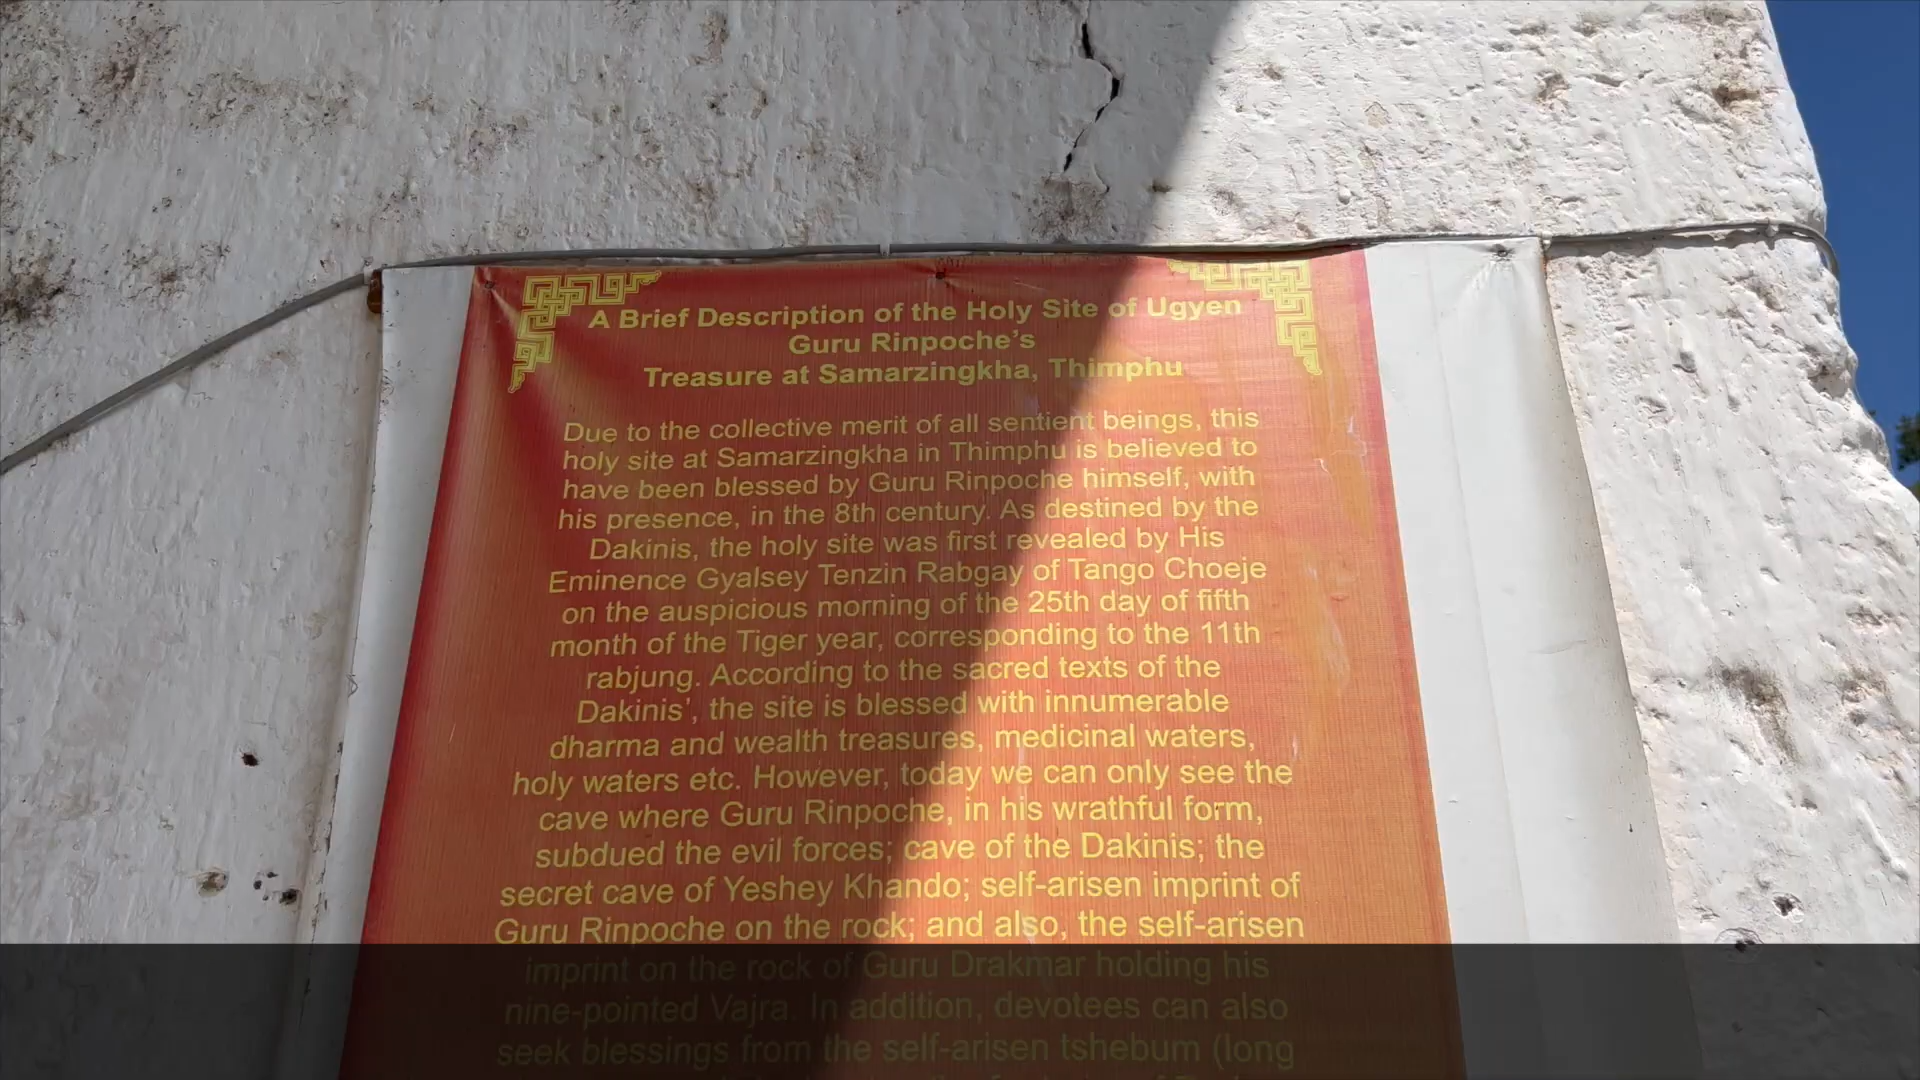 A Brief Description of the Holy Site of Ugyen
Guru Rinpoche's
Treasure at Samarzingkha, Thimphu
Due to the collective merit of all sentient beings, this
holy site at Samarzingkha in Thimphu is believed to
have been blessed by Guru Rinpoche himself, with
his presence, in the 8th century. As destined by the
Dakinis, the holy site was first revealed by His
Eminence Gyalsey Tenzin Rabgay of Tango Choeje
on the auspicious morning of the 25th day of fifth
month of the Tiger year, corresponding to the 11th
rabjung. According to the sacred texts of the
Dakinis', the site is blessed with innumerable
dharma and wealth treasures, medicinal waters,
holy waters etc. However, today we can only see the
cave where Guru Rinpoche, in his wrathful form,
subdued the evil forces; cave of the Dakinis; the
secret cave of Yeshey Khando; self-arisen imprint of
Guru Rinpoche on the rock; and also, the self-arisen
imprint on the rock of Guru Drakmar holding his
nine-pointed Vajra. In addition, devotees can also
seek blessings from the self-arisen tshebum (long